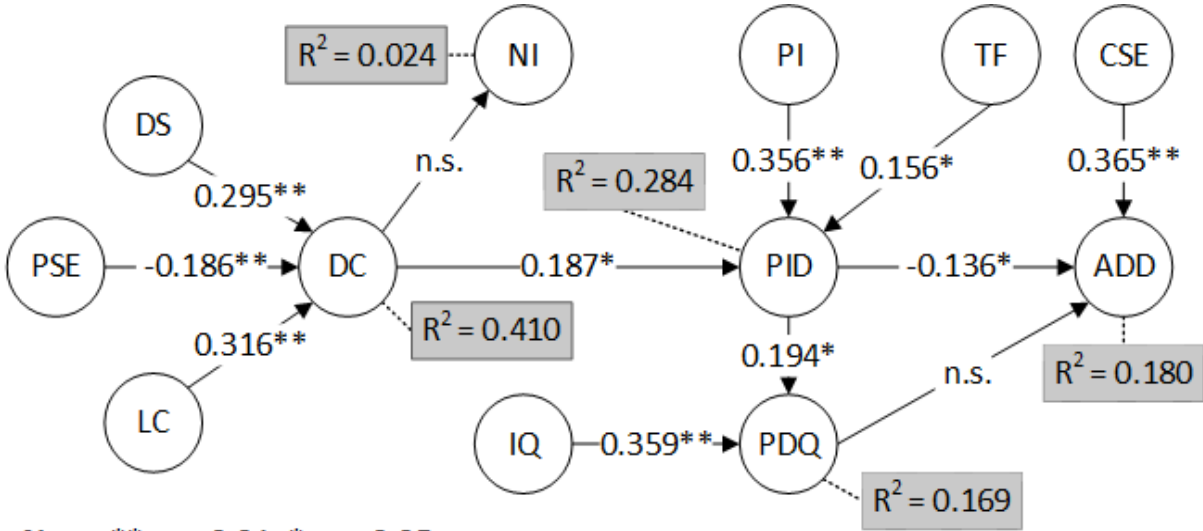 R² = 0.024
NI
PI
TF
CSE
DS
n.s.
0.356**
0.156*
0.365**
R² = 0.284
0.295**
PSE
-0.186**
DC
0.187*
PID
-0.136*
ADD
R² = 0.410
0.316**
0.194*
n.s.
R² = 0.180
LC
IQ
0.359**
PDQ
R² = 0.169